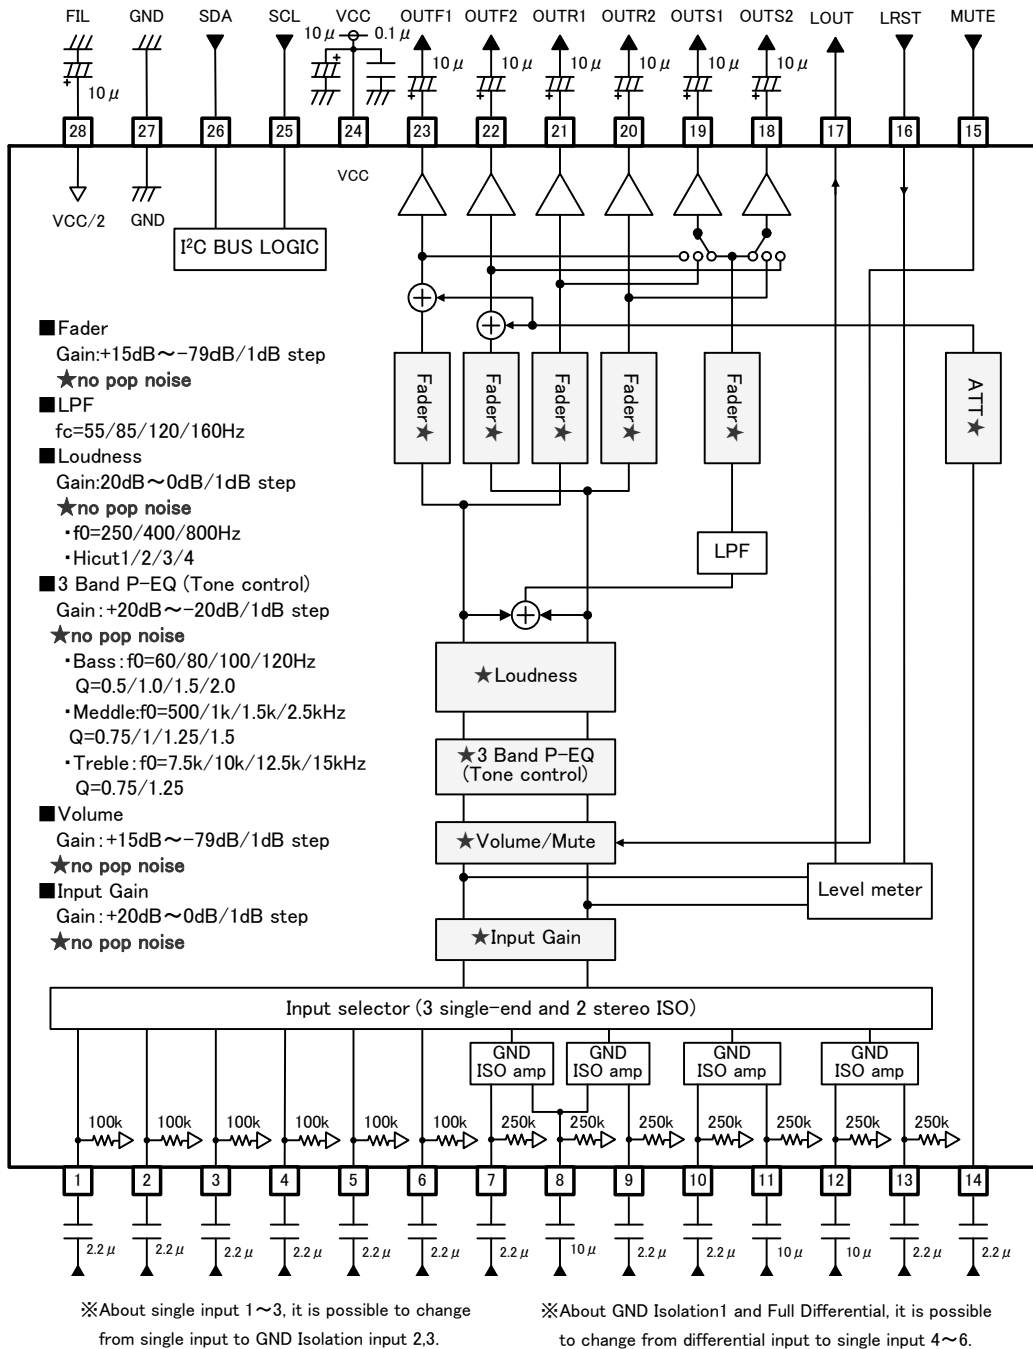 FIL GND SDA SCL VCC OUTF1 OUTF2 OUTR1 OUTR2 OUTS1 OUTS2 LOUT LRST MUTE
10μ 0.1μ
10μ 10μ 10μ 10μ 10μ 10μ 10μ
28 27 26 25 24 23 22 21 20 19 18 17 16 15
VCC
VCC/2 GND
I²C BUS LOGIC
■Fader
Gain:+15dB～−79dB/1dB step
★no pop noise
■LPF
fc=55/85/120/160Hz
■Loudness
Gain:20dB～0dB/1dB step
★no pop noise
・f0=250/400/800Hz
・Hicut1/2/3/4
■3 Band P−EQ (Tone control)
Gain:+20dB～−20dB/1dB step
★no pop noise
・Bass:f0=60/80/100/120Hz
Q=0.5/1.0/1.5/2.0
・Meddle:f0=500/1k/1.5k/2.5kHz
Q=0.75/1/1.25/1.5
・Treble:f0=7.5k/10k/12.5k/15kHz
Q=0.75/1.25
■Volume
Gain:+15dB～−79dB/1dB step
★no pop noise
■Input Gain
Gain:+20dB～0dB/1dB step
★no pop noise
Fader★ Fader★ Fader★ Fader★ Fader★ ATT★
LPF
★Loudness
★3 Band P−EQ
(Tone control)
★Volume/Mute
Level meter
★Input Gain
Input selector (3 single-end and 2 stereo ISO)
GND
ISO amp
GND
ISO amp
GND
ISO amp
GND
ISO amp
100k 100k 100k 100k 100k 100k 250k 250k 250k 250k 250k 250k 250k
1 2 3 4 5 6 7 8 9 10 11 12 13 14
2.2μ 2.2μ 2.2μ 2.2μ 2.2μ 2.2μ 2.2μ 10μ 2.2μ 2.2μ 10μ 10μ 2.2μ 2.2μ
※About single input 1～3, it is possible to change
from single input to GND Isolation input 2,3.
※About GND Isolation1 and Full Differential, it is possible
to change from differential input to single input 4～6.